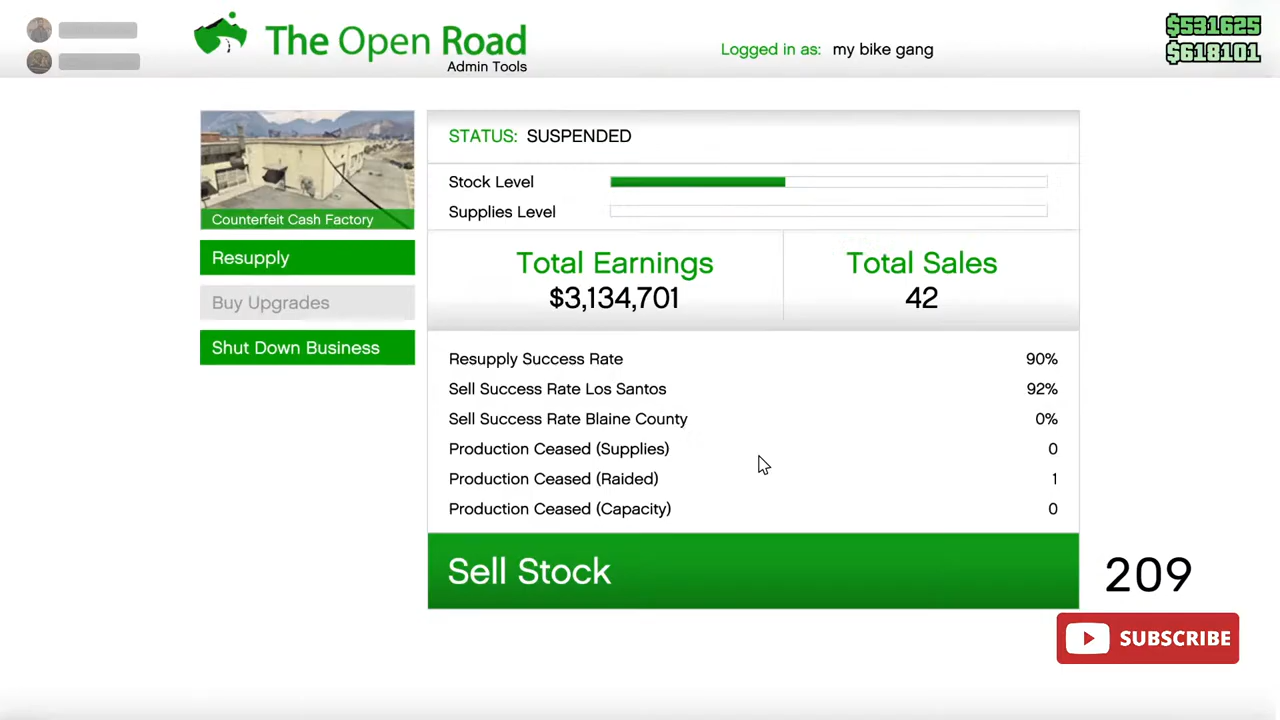 The Open Road
Admin Tools
Logged in as: my bike gang
$531625
$618101
Counterfeit Cash Factory
Resupply
Buy Upgrades
Shut Down Business
STATUS: SUSPENDED
Stock Level
Supplies Level
Total Earnings
$3,134,701
Total Sales
42
Resupply Success Rate 90%
Sell Success Rate Los Santos 92%
Sell Success Rate Blaine County 0%
Production Ceased (Supplies) 0
Production Ceased (Raided) 1
Production Ceased (Capacity) 0
Sell Stock
209
SUBSCRIBE